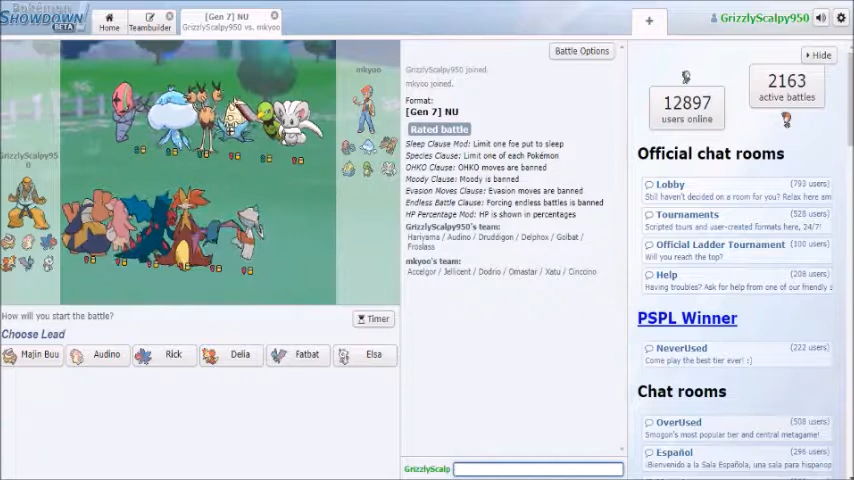 Pokémon
SHOWDOWN
BETA
Home
Teambuilder
[Gen 7] NU
GrizzlyScalpy950 vs. mkyoo
+
GrizzlyScalpy950
mkyoo
GrizzlyScalpy95
0
How will you start the battle?
Timer
Choose Lead
Majin Buu
Audino
Rick
Delia
Fatbat
Elsa
Battle Options
GrizzlyScalpy950 joined.
mkyoo joined.
Format:
[Gen 7] NU
Rated battle
Sleep Clause Mod: Limit one foe put to sleep
Species Clause: Limit one of each Pokémon
OHKO Clause: OHKO moves are banned
Moody Clause: Moody is banned
Evasion Moves Clause: Evasion moves are banned
Endless Battle Clause: Forcing endless battles is banned
HP Percentage Mod: HP is shown in percentages
GrizzlyScalpy950's team:
Hariyama / Audino / Druddigon / Delphox / Golbat /
Froslass
mkyoo's team:
Accelgor / Jellicent / Dodrio / Omastar / Xatu / Cinccino
GrizzlyScalp
Hide
12897
users online
2163
active battles
Official chat rooms
Lobby
(793 users)
Still haven't decided on a room for you? Relax here am
Tournaments
(528 users)
Scripted tours and user-created formats here, 24/7!
Official Ladder Tournament
(100 users)
Will you reach the top?
Help
(208 users)
Having troubles? Ask for help from one of our friendly s
PSPL Winner
NeverUsed
(222 users)
Come play the best tier ever! :)
Chat rooms
OverUsed
(508 users)
Smogon's most popular tier and central metagame!
Español
(296 users)
¡Bienvenido a la Sala Española, una sala para hispanop